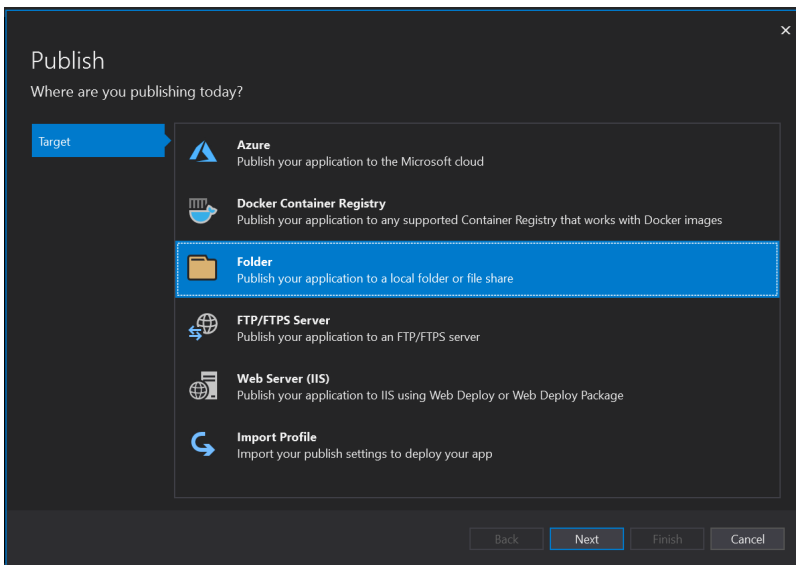 Publish
Where are you publishing today?
Target
Azure
Publish your application to the Microsoft cloud
Docker Container Registry
Publish your application to any supported Container Registry that works with Docker images
Folder
Publish your application to a local folder or file share
FTP/FTPS Server
Publish your application to an FTP/FTPS server
Web Server (IIS)
Publish your application to IIS using Web Deploy or Web Deploy Package
Import Profile
Import your publish settings to deploy your app
Back
Next
Finish
Cancel